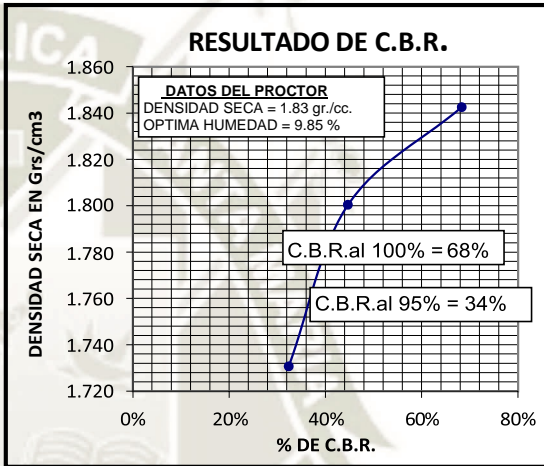 RESULTADO DE C.B.R.
DATOS DEL PROCTOR
DENSIDAD SECA = 1.83 gr./cc.
OPTIMA HUMEDAD = 9.85 %
DENSIDAD SECA EN Grs/cm3
1.860
1.840
1.820
1.800
1.780
1.760
1.740
1.720
C.B.R.al 100% = 68%
C.B.R.al 95% = 34%
0%
20%
40%
60%
80%
% DE C.B.R.